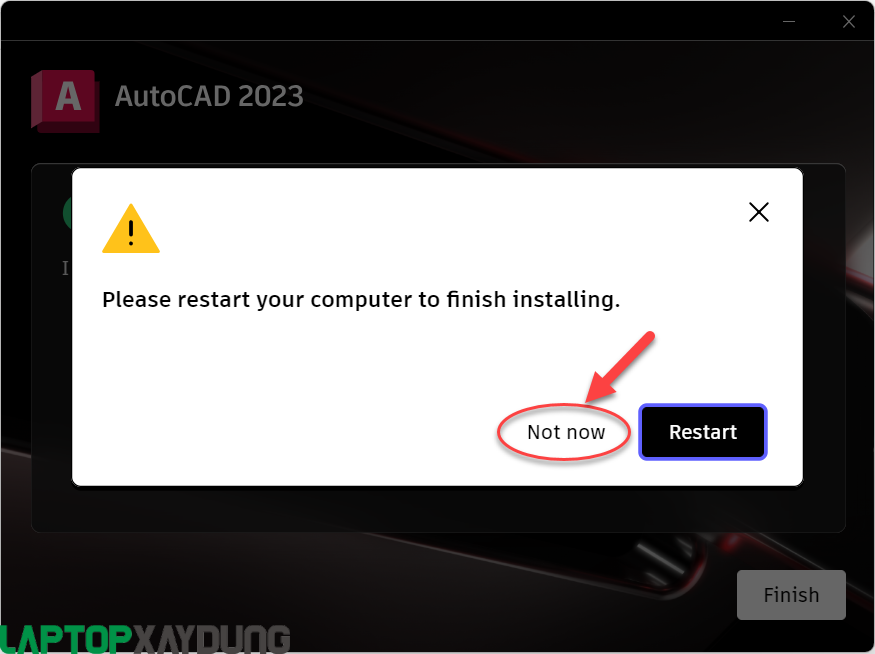 A AutoCAD 2023
I
Please restart your computer to finish installing.
Not now
Restart
Finish
LAPTOPXAYDUNG